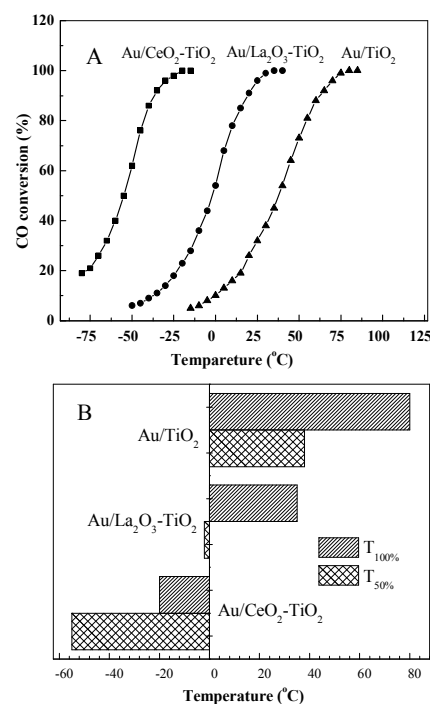 A
Au/CeO₂-TiO₂ Au/La₂O₃-TiO₂ Au/TiO₂
CO conversion (%)
120
100
80
60
40
20
0
-75 -50 -25 0 25 50 75 100 125
Tempareture (°C)
B
Au/TiO₂
Au/La₂O₃-TiO₂
Au/CeO₂-TiO₂
T₁₀₀%
T₅₀%
-60 -40 -20 0 20 40 60 80
Temperature (°C)